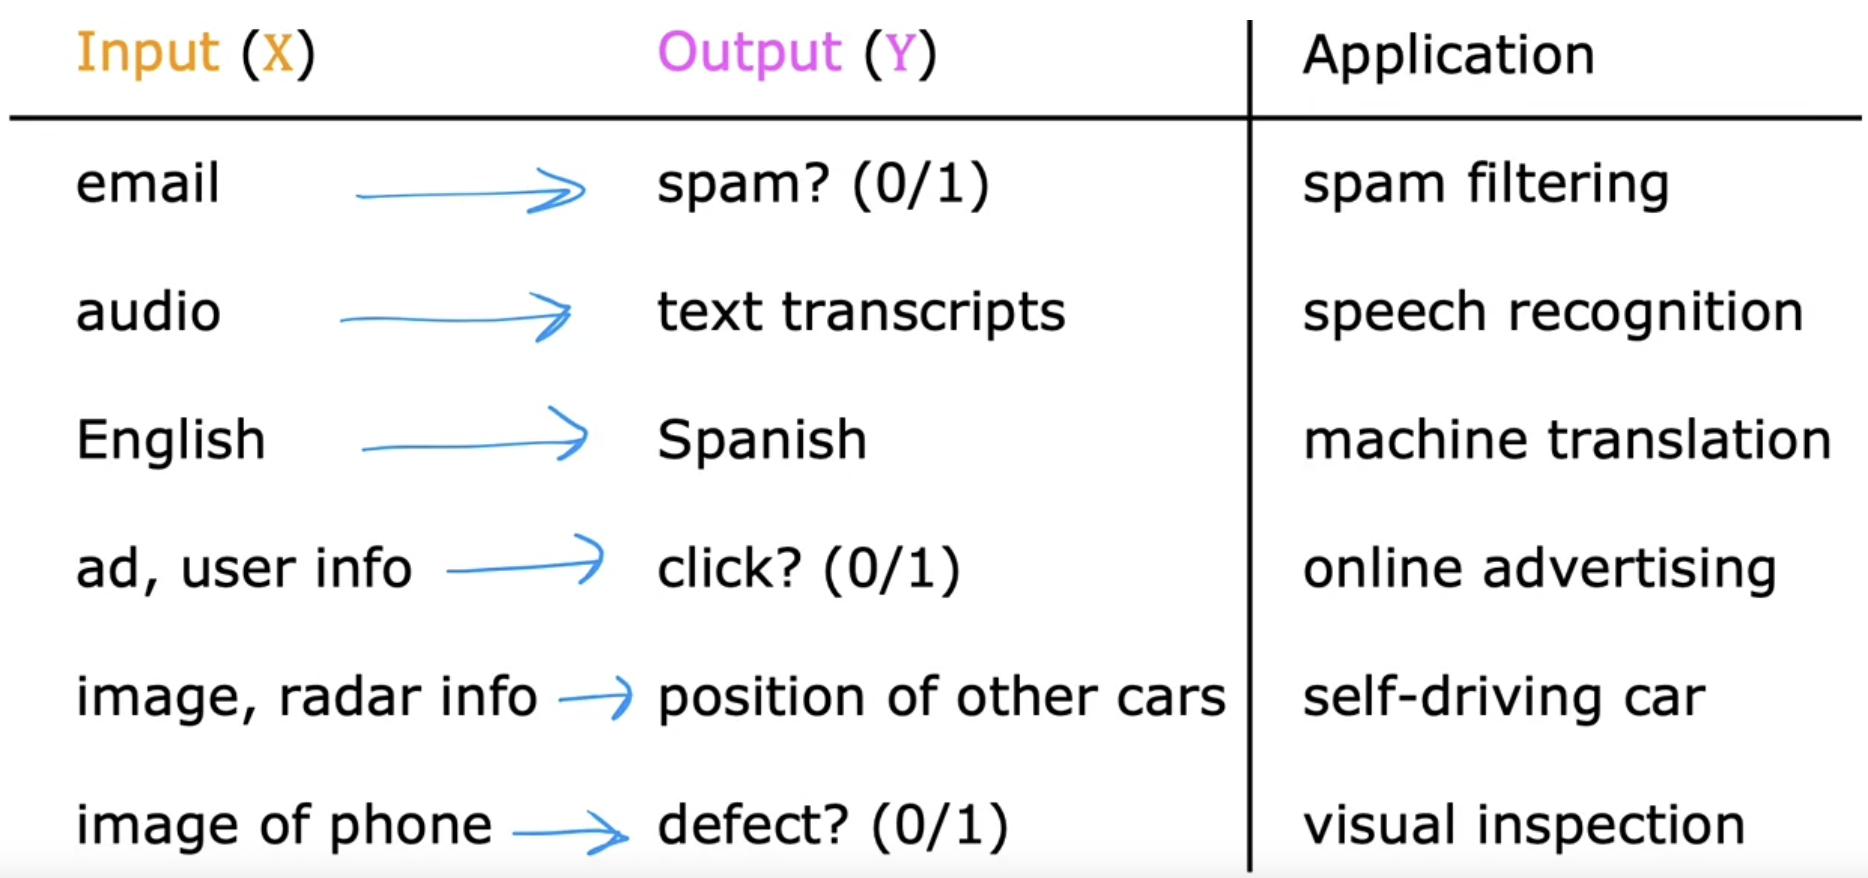 Input (X) Output (Y) Application
email spam? (0/1) spam filtering
audio text transcripts speech recognition
English Spanish machine translation
ad, user info click? (0/1) online advertising
image, radar info position of other cars self-driving car
image of phone defect? (0/1) visual inspection